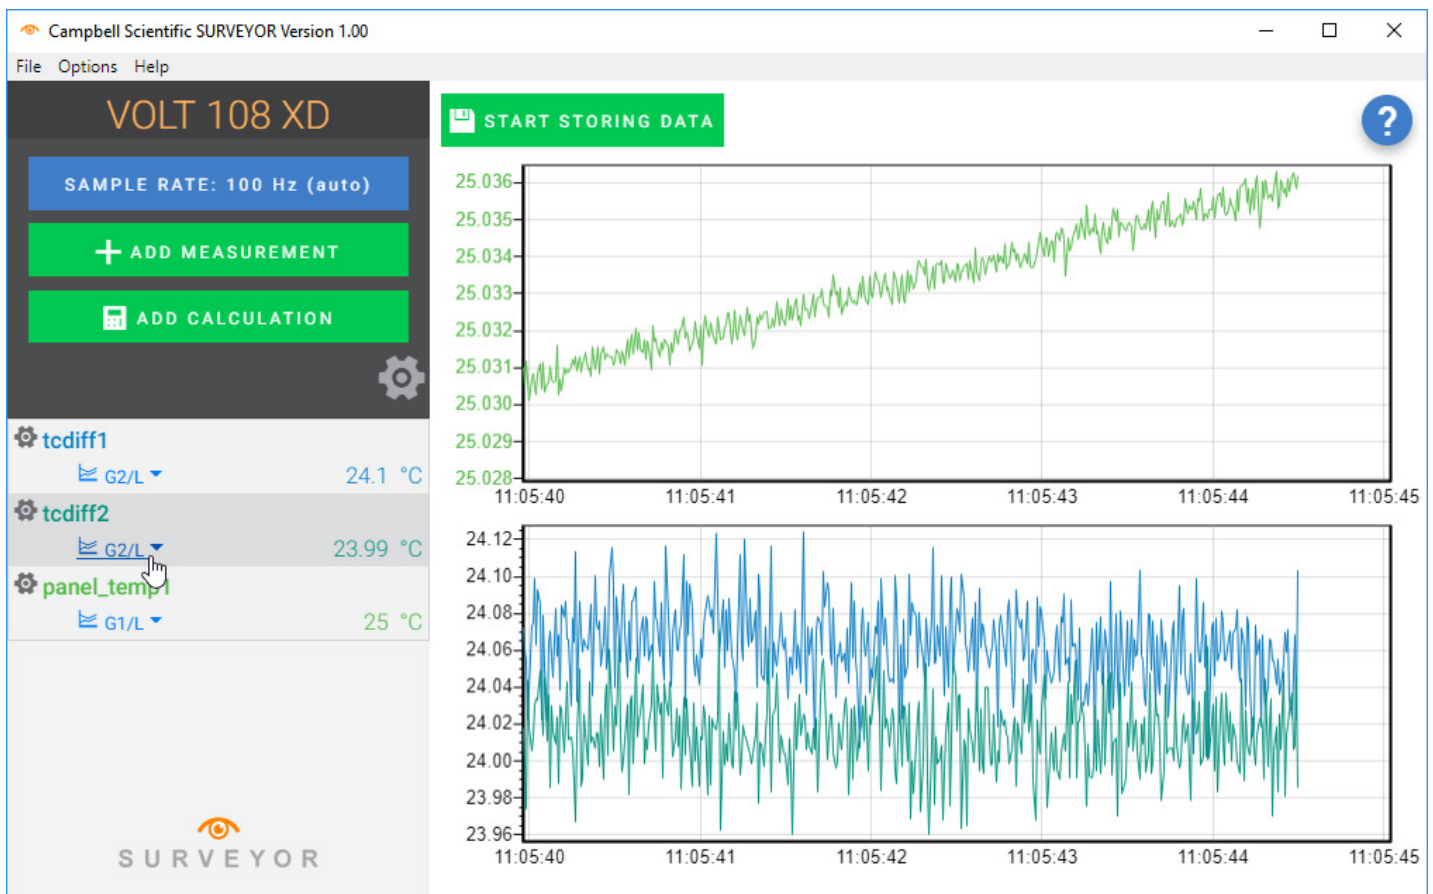 Campbell Scientific SURVEYOR Version 1.00
File Options Help
VOLT 108 XD
SAMPLE RATE: 100 Hz (auto)
ADD MEASUREMENT
ADD CALCULATION
tcdiff1
G2/L 24.1 °C
tcdiff2
G2/L 23.99 °C
panel_temp1
G1/L 25 °C
SURVEYOR
START STORING DATA
?
25.036
25.035
25.034
25.033
25.032
25.031
25.030
25.029
25.028
11:05:40 11:05:41 11:05:42 11:05:43 11:05:44 11:05:45
24.12
24.10
24.08
24.06
24.04
24.02
24.00
23.98
23.96
11:05:40 11:05:41 11:05:42 11:05:43 11:05:44 11:05:45